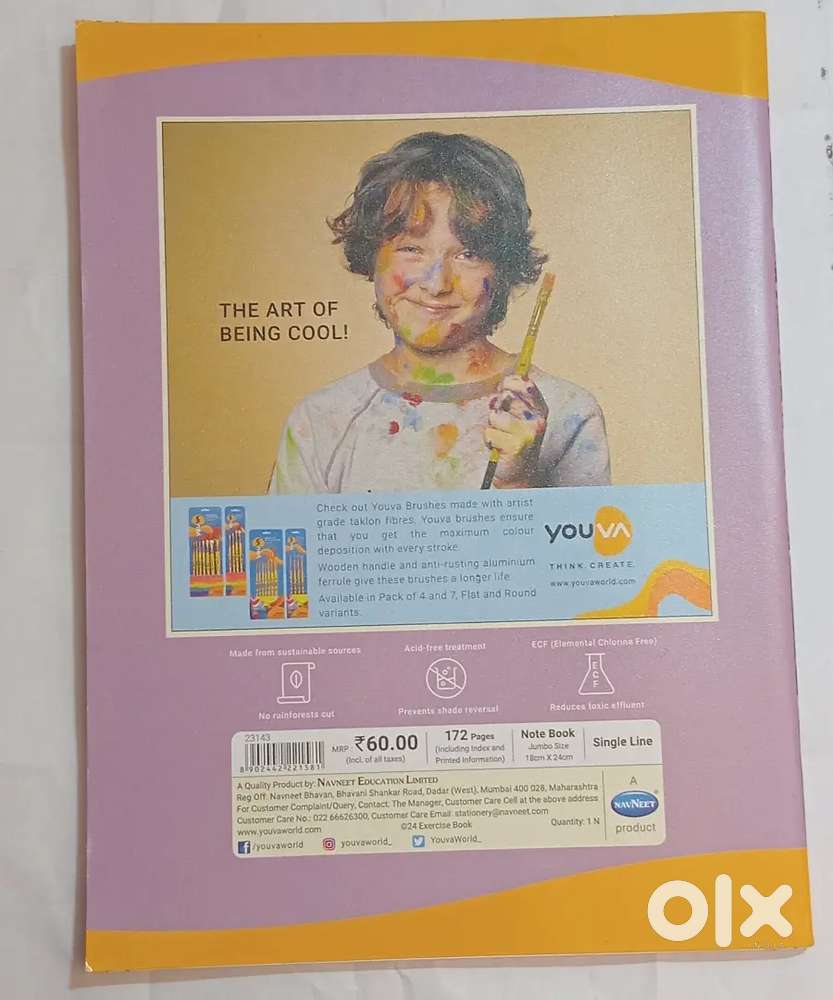 THE ART OF
BEING COOL!
Check out Youva Brushes made with artist
grade taklon fibres. Youva brushes ensure
that you get the maximum colour
deposition with every stroke.
Wooden handle and anti-rusting aluminium
ferrule give these brushes a longer life
Available in Pack of 4 and 7, Flat and Round
variants.
YOUVA
THINK. CREATE.
www.youvaworld.com
Made from sustainable sources
No rainforests cut
Acid-free treatment
Prevents shade reversal
ECF (Elemental Chlorine Free)
ECF
Reduces toxic effluent
23143
8902442221581
MRP ₹60.00
(Incl. of all taxes)
172 Pages
(Including Index and
Printed Information)
Note Book
Jumbo Size
18cm X 24cm
Single Line
A Quality Product by: NAVNEET EDUCATION LIMITED
Reg Off: Navneet Bhavan, Bhavani Shankar Road, Dadar (West), Mumbai 400 028, Maharashtra
For Customer Complaint/Query, Contact: The Manager, Customer Care Cell at the above address
Customer Care No.: 022 66626300, Customer Care Email: stationery@navneet.com
www.youvaworld.com
©24 Exercise Book
Quantity: 1 N
/youvaworld
youvaworld_
YouvaWorld_
A
NAVNEET
product
olx